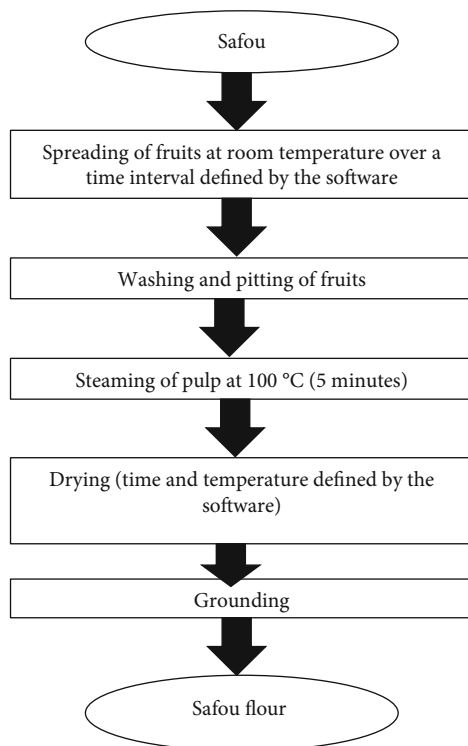 Safou
Spreading of fruits at room temperature over a
time interval defined by the software
Washing and pitting of fruits
Steaming of pulp at 100 °C (5 minutes)
Drying (time and temperature defined by the
software)
Grounding
Safou flour